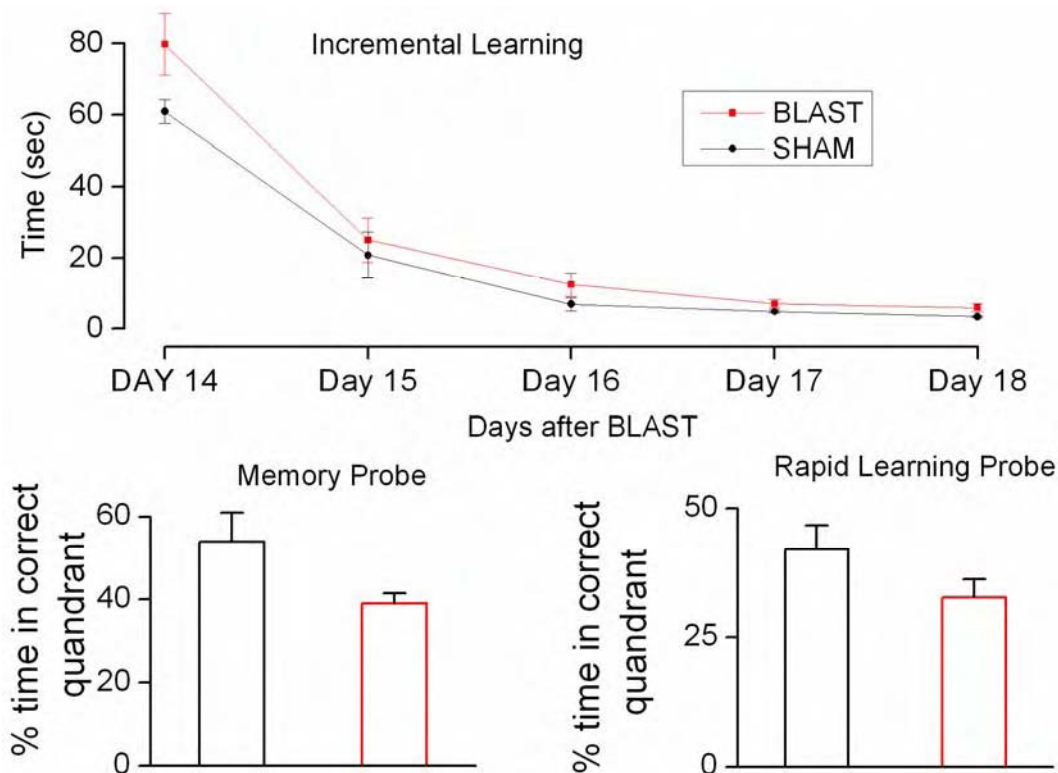 Incremental Learning
80
60
40
20
0
Time (sec)
BLAST
SHAM
DAY 14
Day 15
Day 16
Day 17
Day 18
Days after BLAST
Memory Probe
60
40
20
0
% time in correct
quandrant
Rapid Learning Probe
50
25
0
% time in correct
quandrant